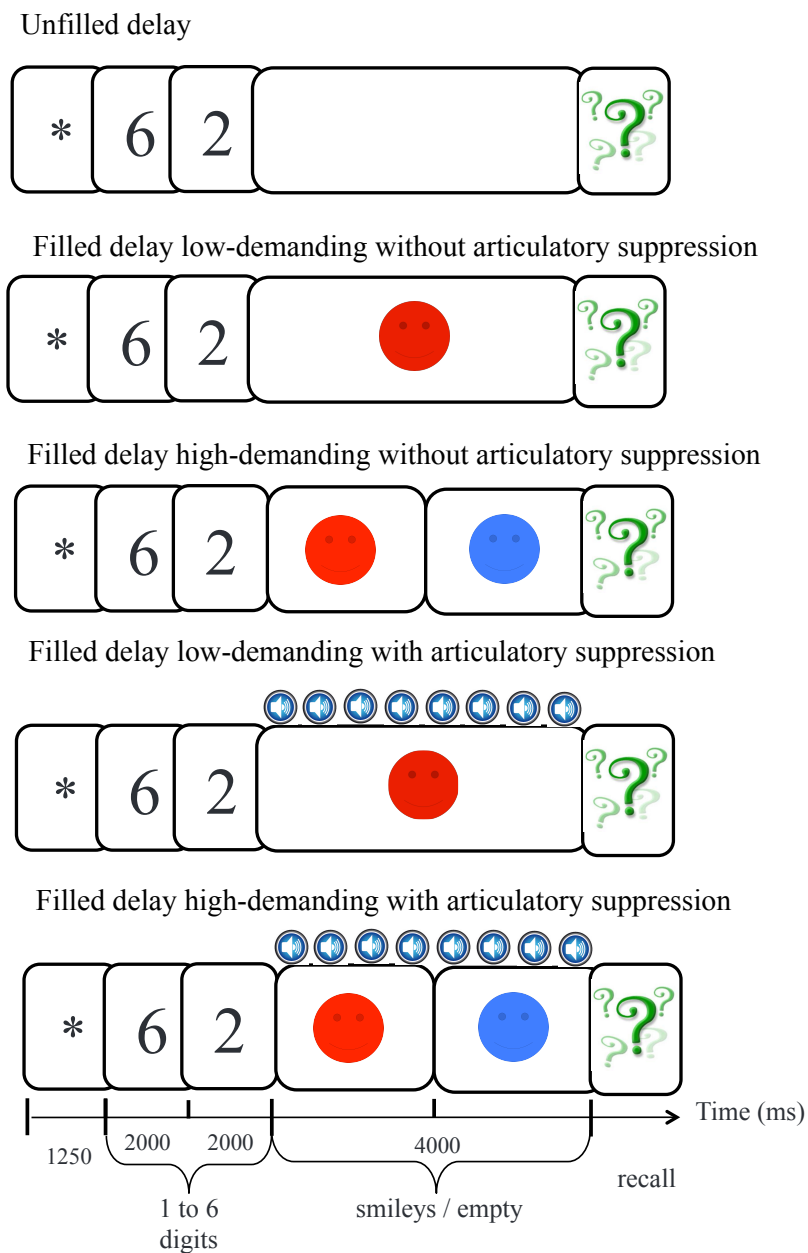 Unfilled delay
* 6 2 ? ? ? ? ?
Filled delay low-demanding without articulatory suppression
* 6 2 ? ? ? ? ?
Filled delay high-demanding without articulatory suppression
* 6 2 ? ? ? ? ?
Filled delay low-demanding with articulatory suppression
* 6 2 ? ? ? ? ?
Filled delay high-demanding with articulatory suppression
* 6 2 ? ? ? ? ?
Time (ms)
1250 2000 2000 4000
recall
1 to 6 smileys / empty
digits